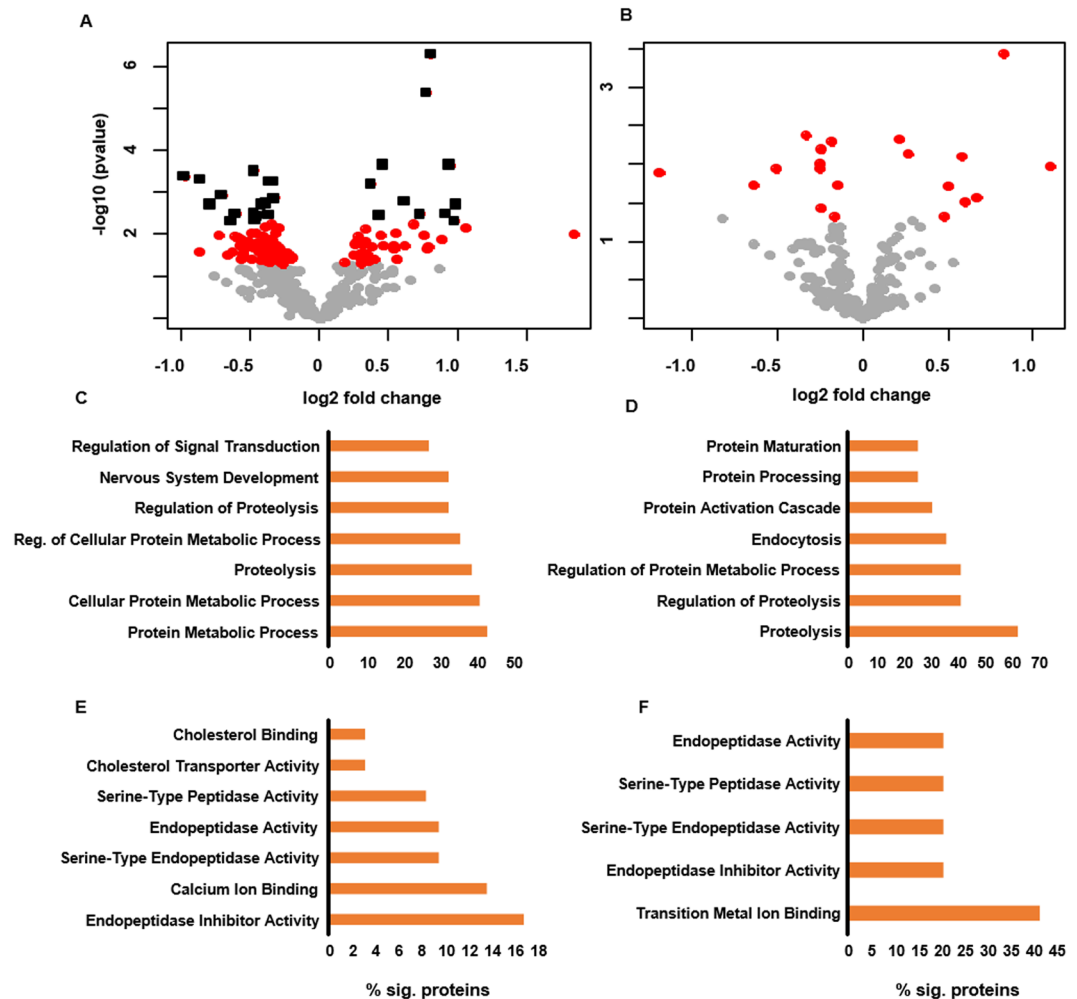 A
B
6
4
2
-log10 (pvalue)
-1.0 -0.5 0 0.5 1.0 1.5
log2 fold change
3
1
-1.0 -0.5 0 0.5 1.0
log2 fold change
C
Regulation of Signal Transduction
Nervous System Development
Regulation of Proteolysis
Reg. of Cellular Protein Metabolic Process
Proteolysis
Cellular Protein Metabolic Process
Protein Metabolic Process
0 10 20 30 40 50
D
Protein Maturation
Protein Processing
Protein Activation Cascade
Endocytosis
Regulation of Protein Metabolic Process
Regulation of Proteolysis
Proteolysis
0 10 20 30 40 50 60 70
E
Cholesterol Binding
Cholesterol Transporter Activity
Serine-Type Peptidase Activity
Endopeptidase Activity
Serine-Type Endopeptidase Activity
Calcium Ion Binding
Endopeptidase Inhibitor Activity
0 2 4 6 8 10 12 14 16 18
% sig. proteins
F
Endopeptidase Activity
Serine-Type Peptidase Activity
Serine-Type Endopeptidase Activity
Endopeptidase Inhibitor Activity
Transition Metal Ion Binding
0 5 10 15 20 25 30 35 40 45
% sig. proteins